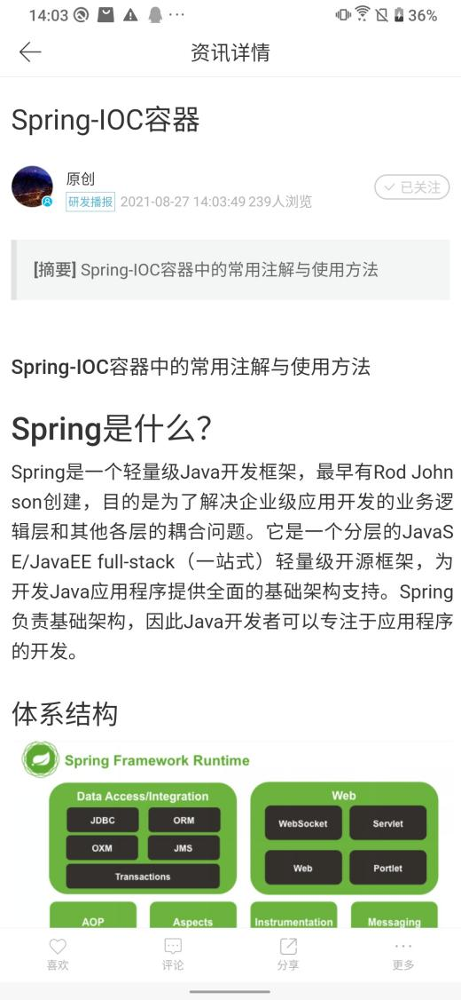 14:03
36%
资讯详情
Spring-IOC容器
原创
已关注
研发播报 2021-08-27 14:03:49 239人浏览
[摘要] Spring-IOC容器中的常用注解与使用方法
Spring-IOC容器中的常用注解与使用方法
Spring是什么？
Spring是一个轻量级Java开发框架，最早有Rod John
son创建，目的是为了解决企业级应用开发的业务逻
辑层和其他各层的耦合问题。它是一个分层的JavaS
E/JavaEE full-stack（一站式）轻量级开源框架，为
开发Java应用程序提供全面的基础架构支持。Spring
负责基础架构，因此Java开发者可以专注于应用程序
的开发。
体系结构
Spring Framework Runtime
Data Access/Integration
Web
JDBC
ORM
WebSocket
Servlet
OXM
JMS
Web
Portlet
Transactions
AOP
Aspects
Instrumentation
Messaging
喜欢
评论
分享
更多